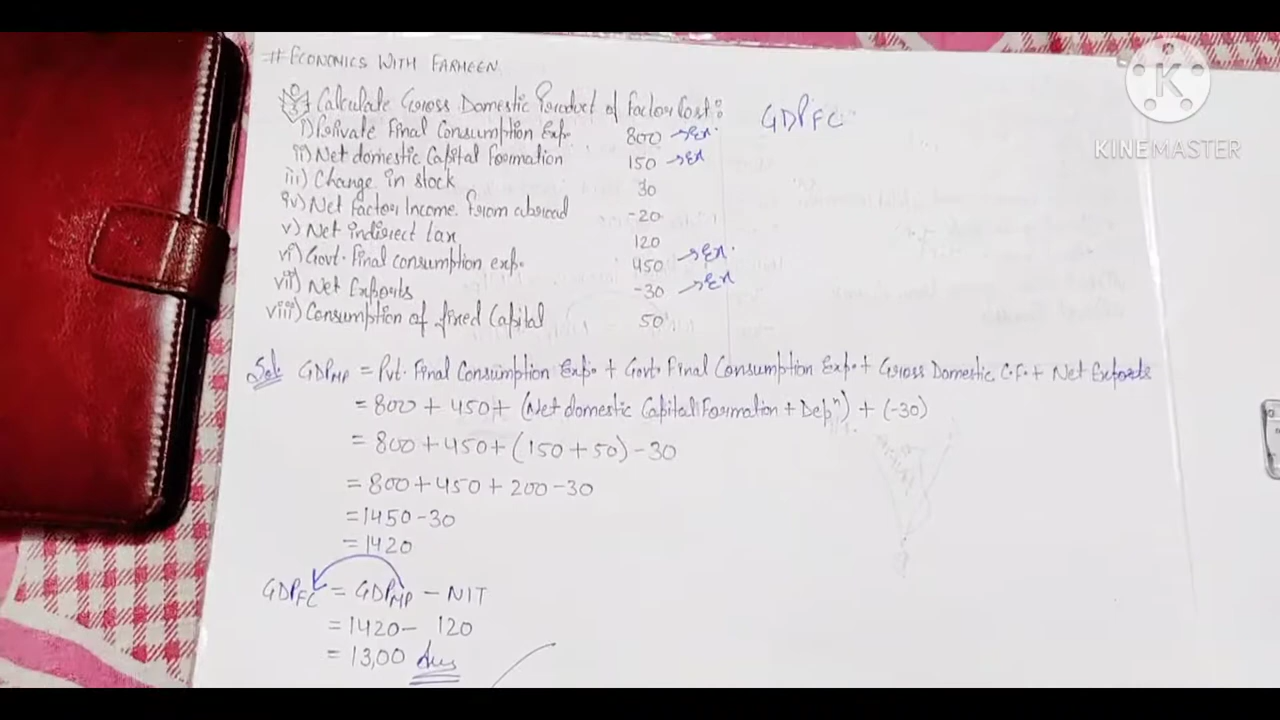 # ECONOMICS WITH FARHEEN
Calculate Gross Domestic Product of Factor Cost:
GDPFC
i) Private Final Consumption Exp. 800 → Ex.
ii) Net domestic Capital Formation 150 → Ex
iii) Change in stock 30
iv) Net Factor Income from abroad -20
v) Net indirect tax 120
vi) Govt. Final consumption exp. 450 → Ex.
vii) Net Exports -30 → Ex
viii) Consumption of fixed Capital 50
Sol: GDPMP = Pvt. Final Consumption Exp. + Govt. Final Consumption Exp. + Gross Domestic C.F. + Net Exports
= 800 + 450 + (Net domestic Capital Formation + Depn) + (-30)
= 800 + 450 + (150 + 50) - 30
= 800 + 450 + 200 - 30
= 1450 - 30
= 1420
GDPFC = GDPMP - NIT
= 1420 - 120
= 13,00 Ans
K
KINEMASTER